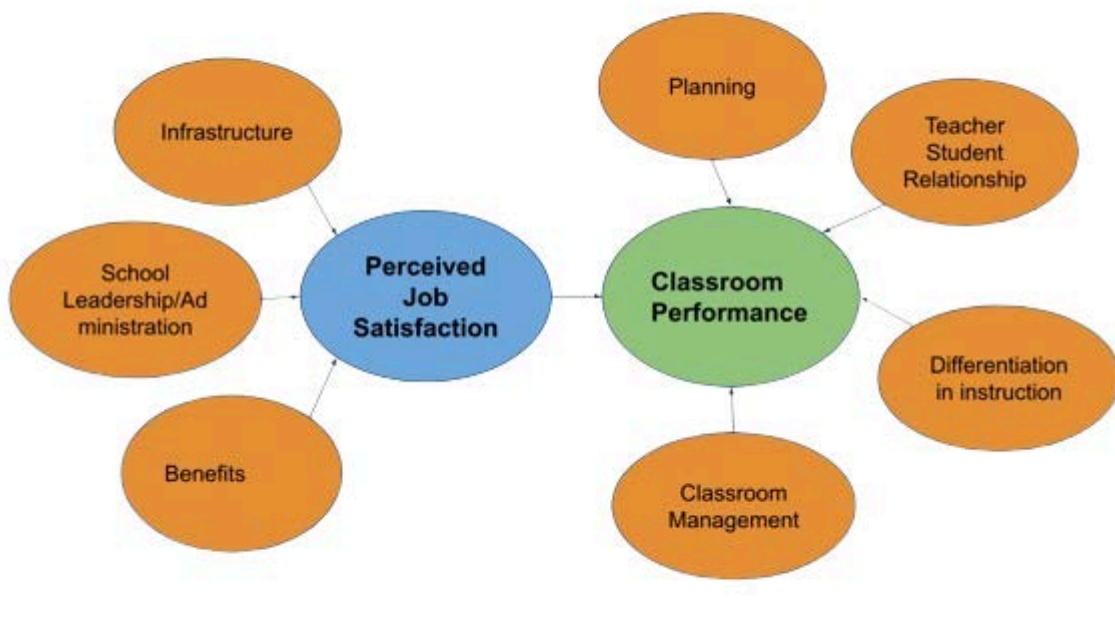 Infrastructure
School
Leadership/Ad
ministration
Benefits
Perceived
Job
Satisfaction
Planning
Teacher
Student
Relationship
Classroom
Performance
Differentiation
in instruction
Classroom
Management